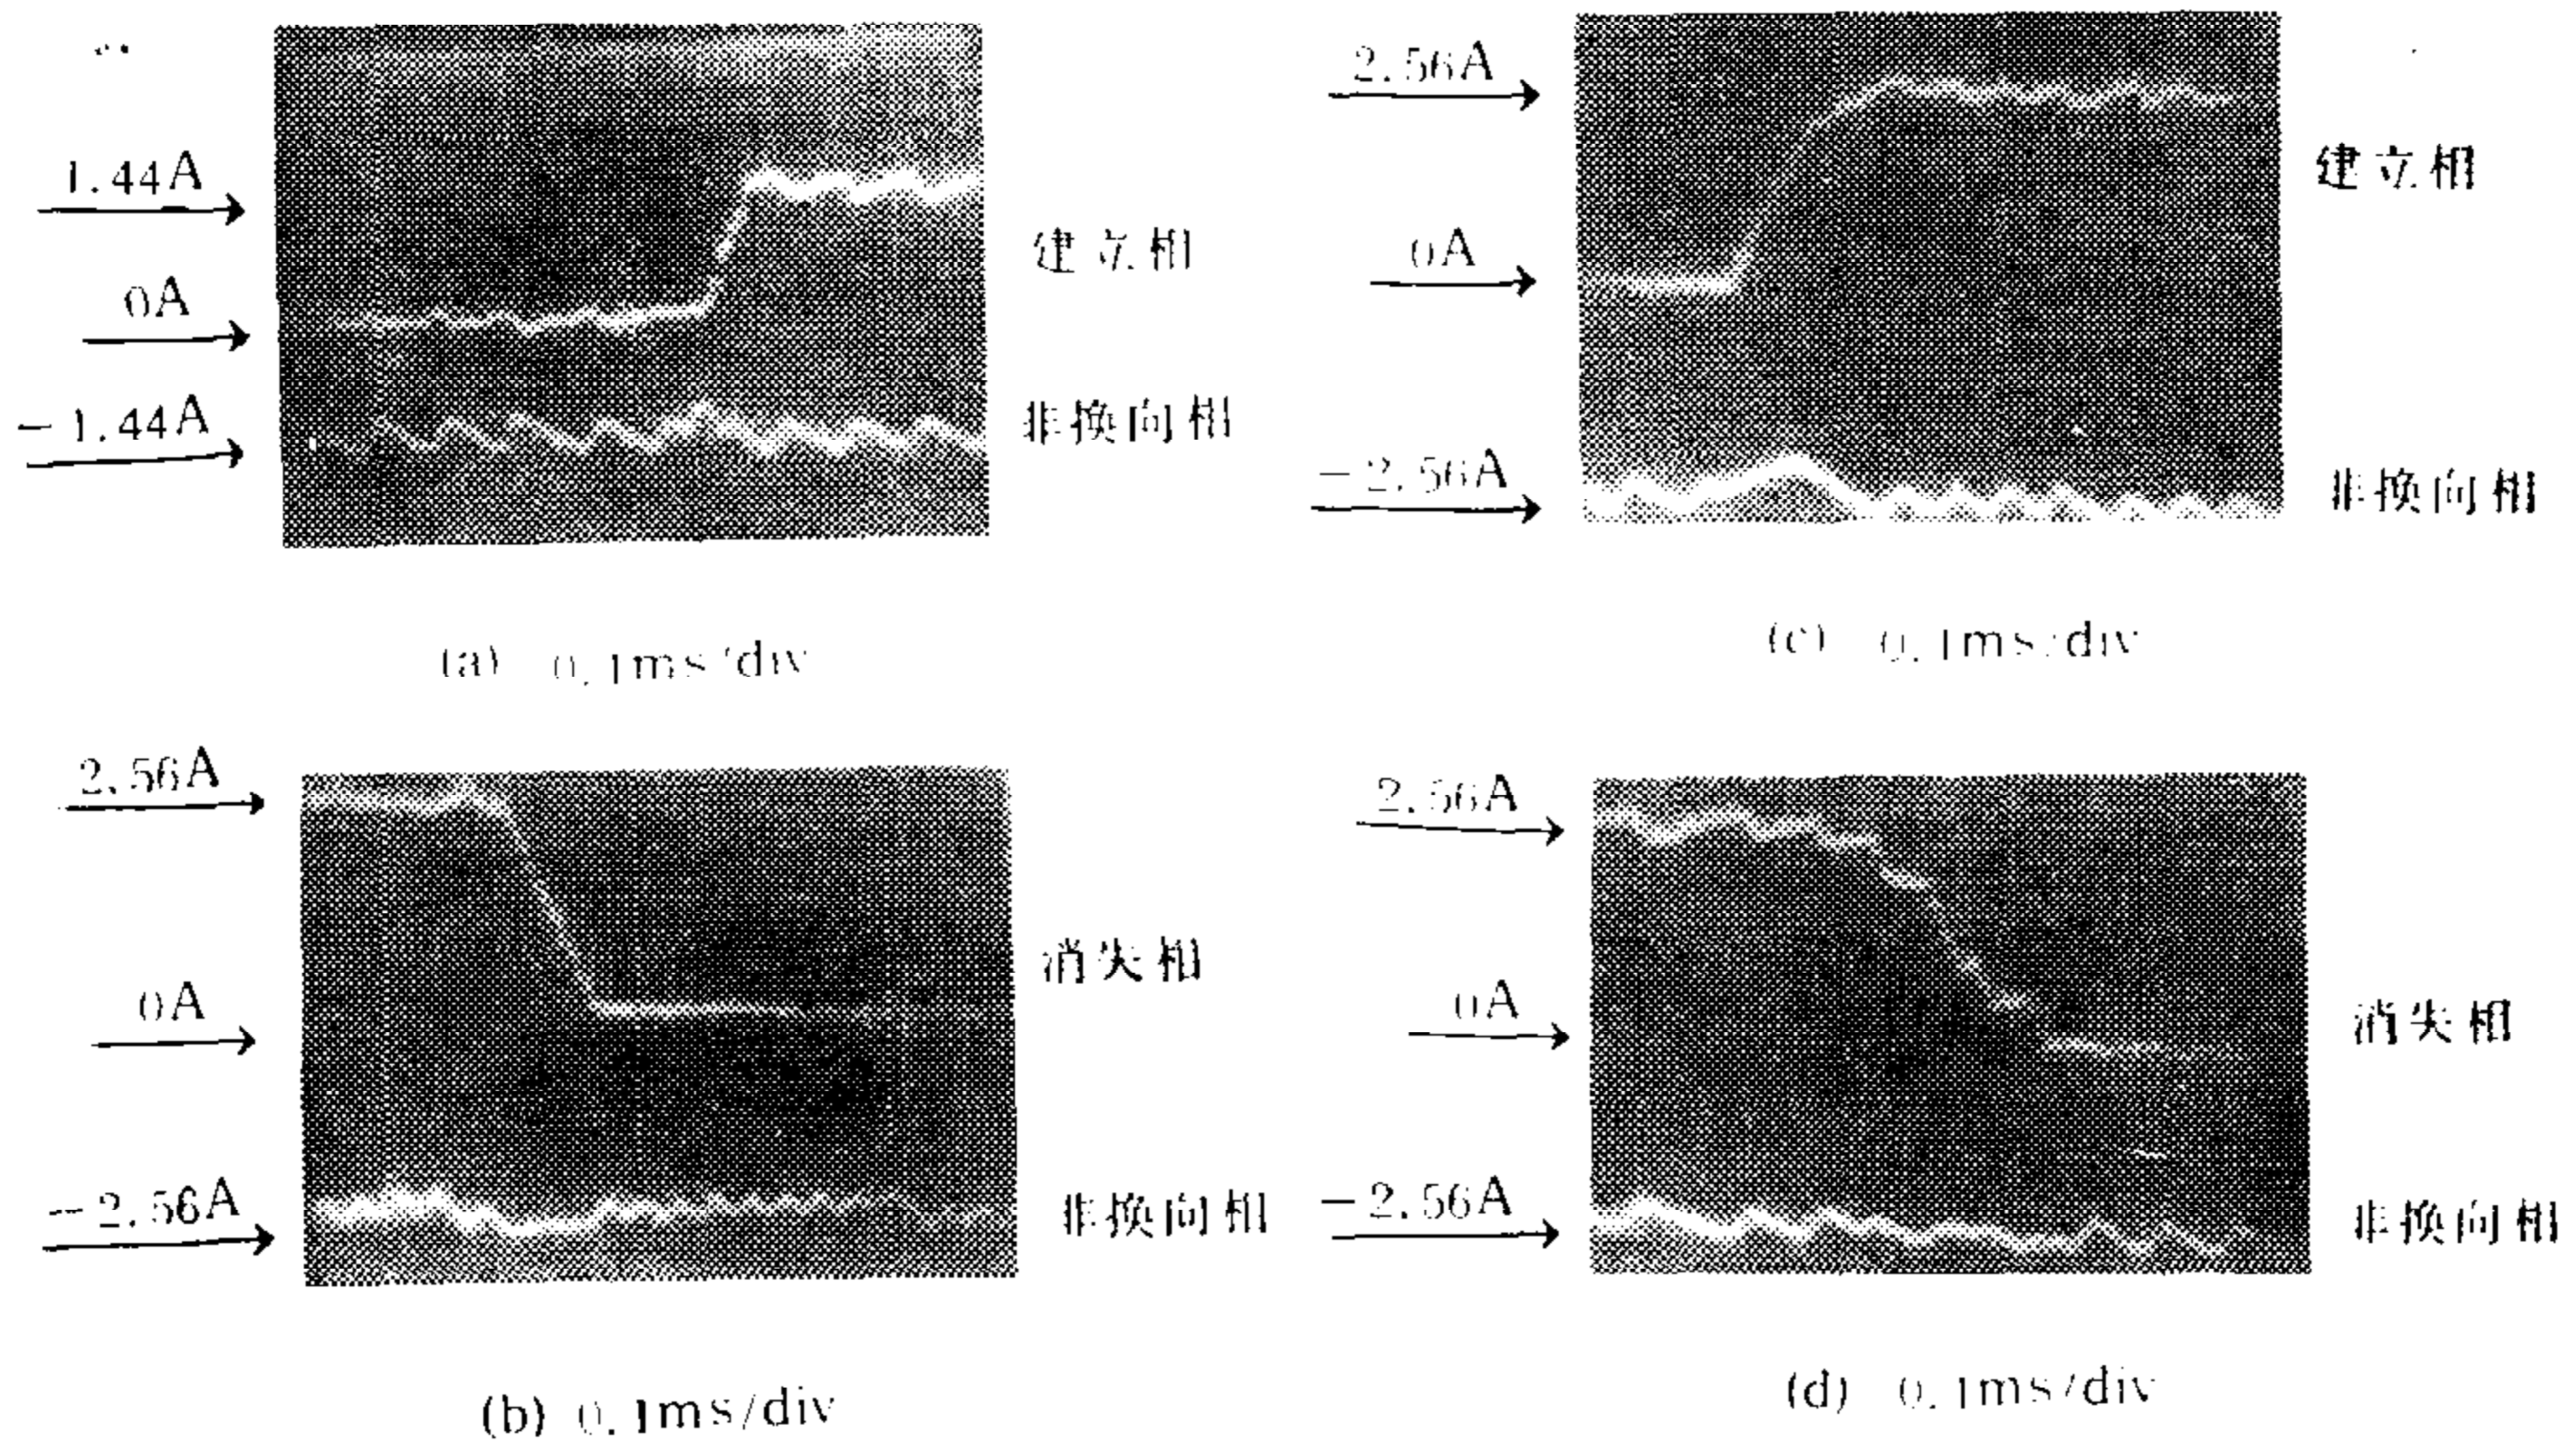 1.44A
0A
-1.44A
建立相
非换向相
(a) 0.1ms/div
2.56A
0A
-2.56A
建立相
非换向相
(c) 0.1ms/div
2.56A
0A
-2.56A
消失相
非换向相
(b) 0.1ms/div
2.56A
0A
-2.56A
消失相
非换向相
(d) 0.1ms/div